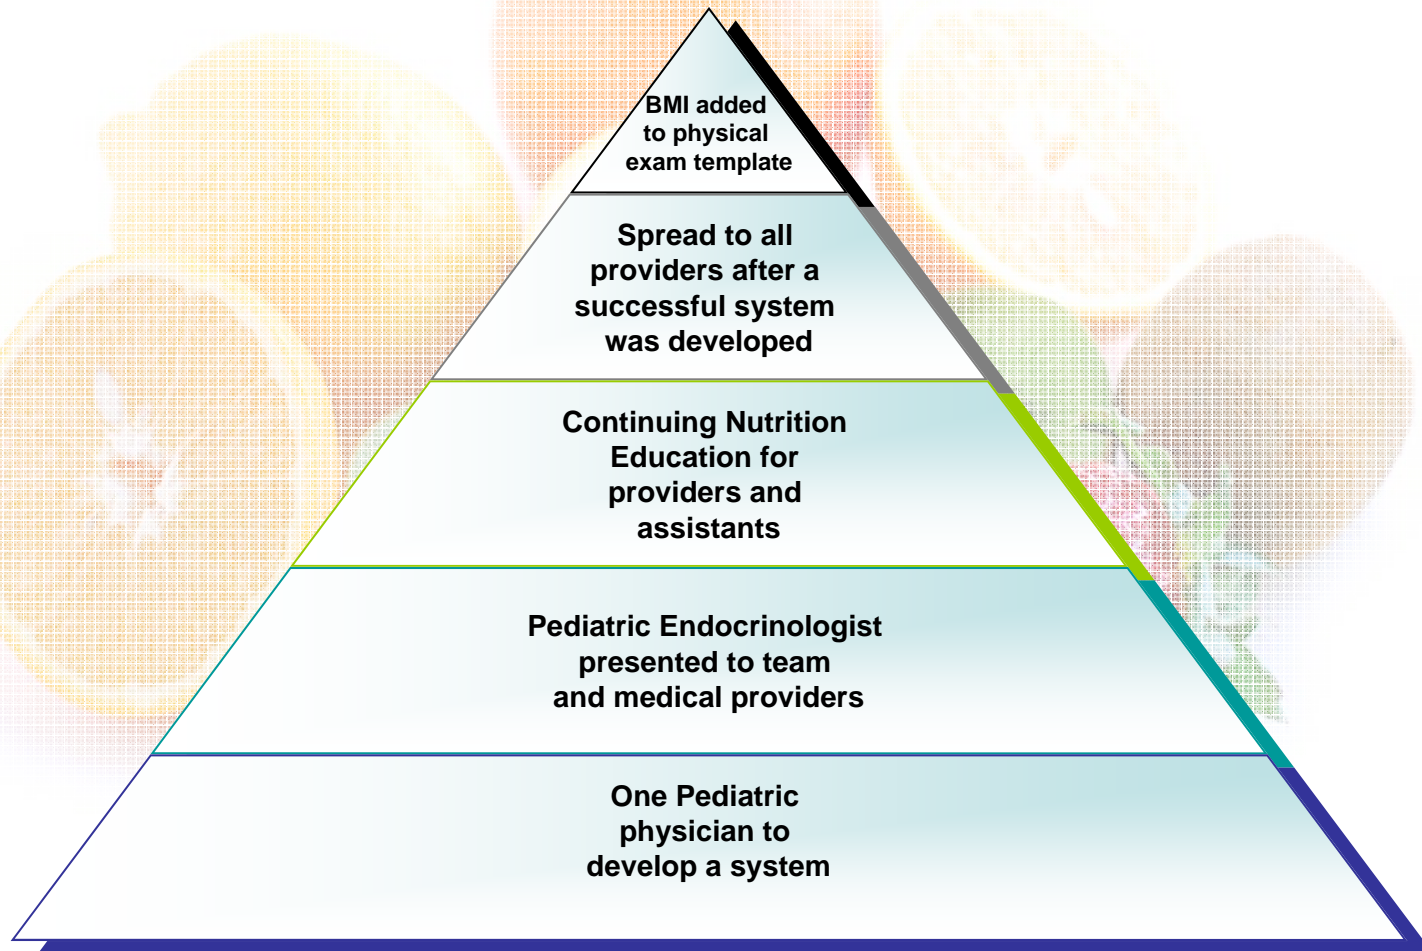 BMI added
to physical
exam template
Spread to all
providers after a
successful system
was developed
Continuing Nutrition
Education for
providers and
assistants
Pediatric Endocrinologist
presented to team
and medical providers
One Pediatric
physician to
develop a system